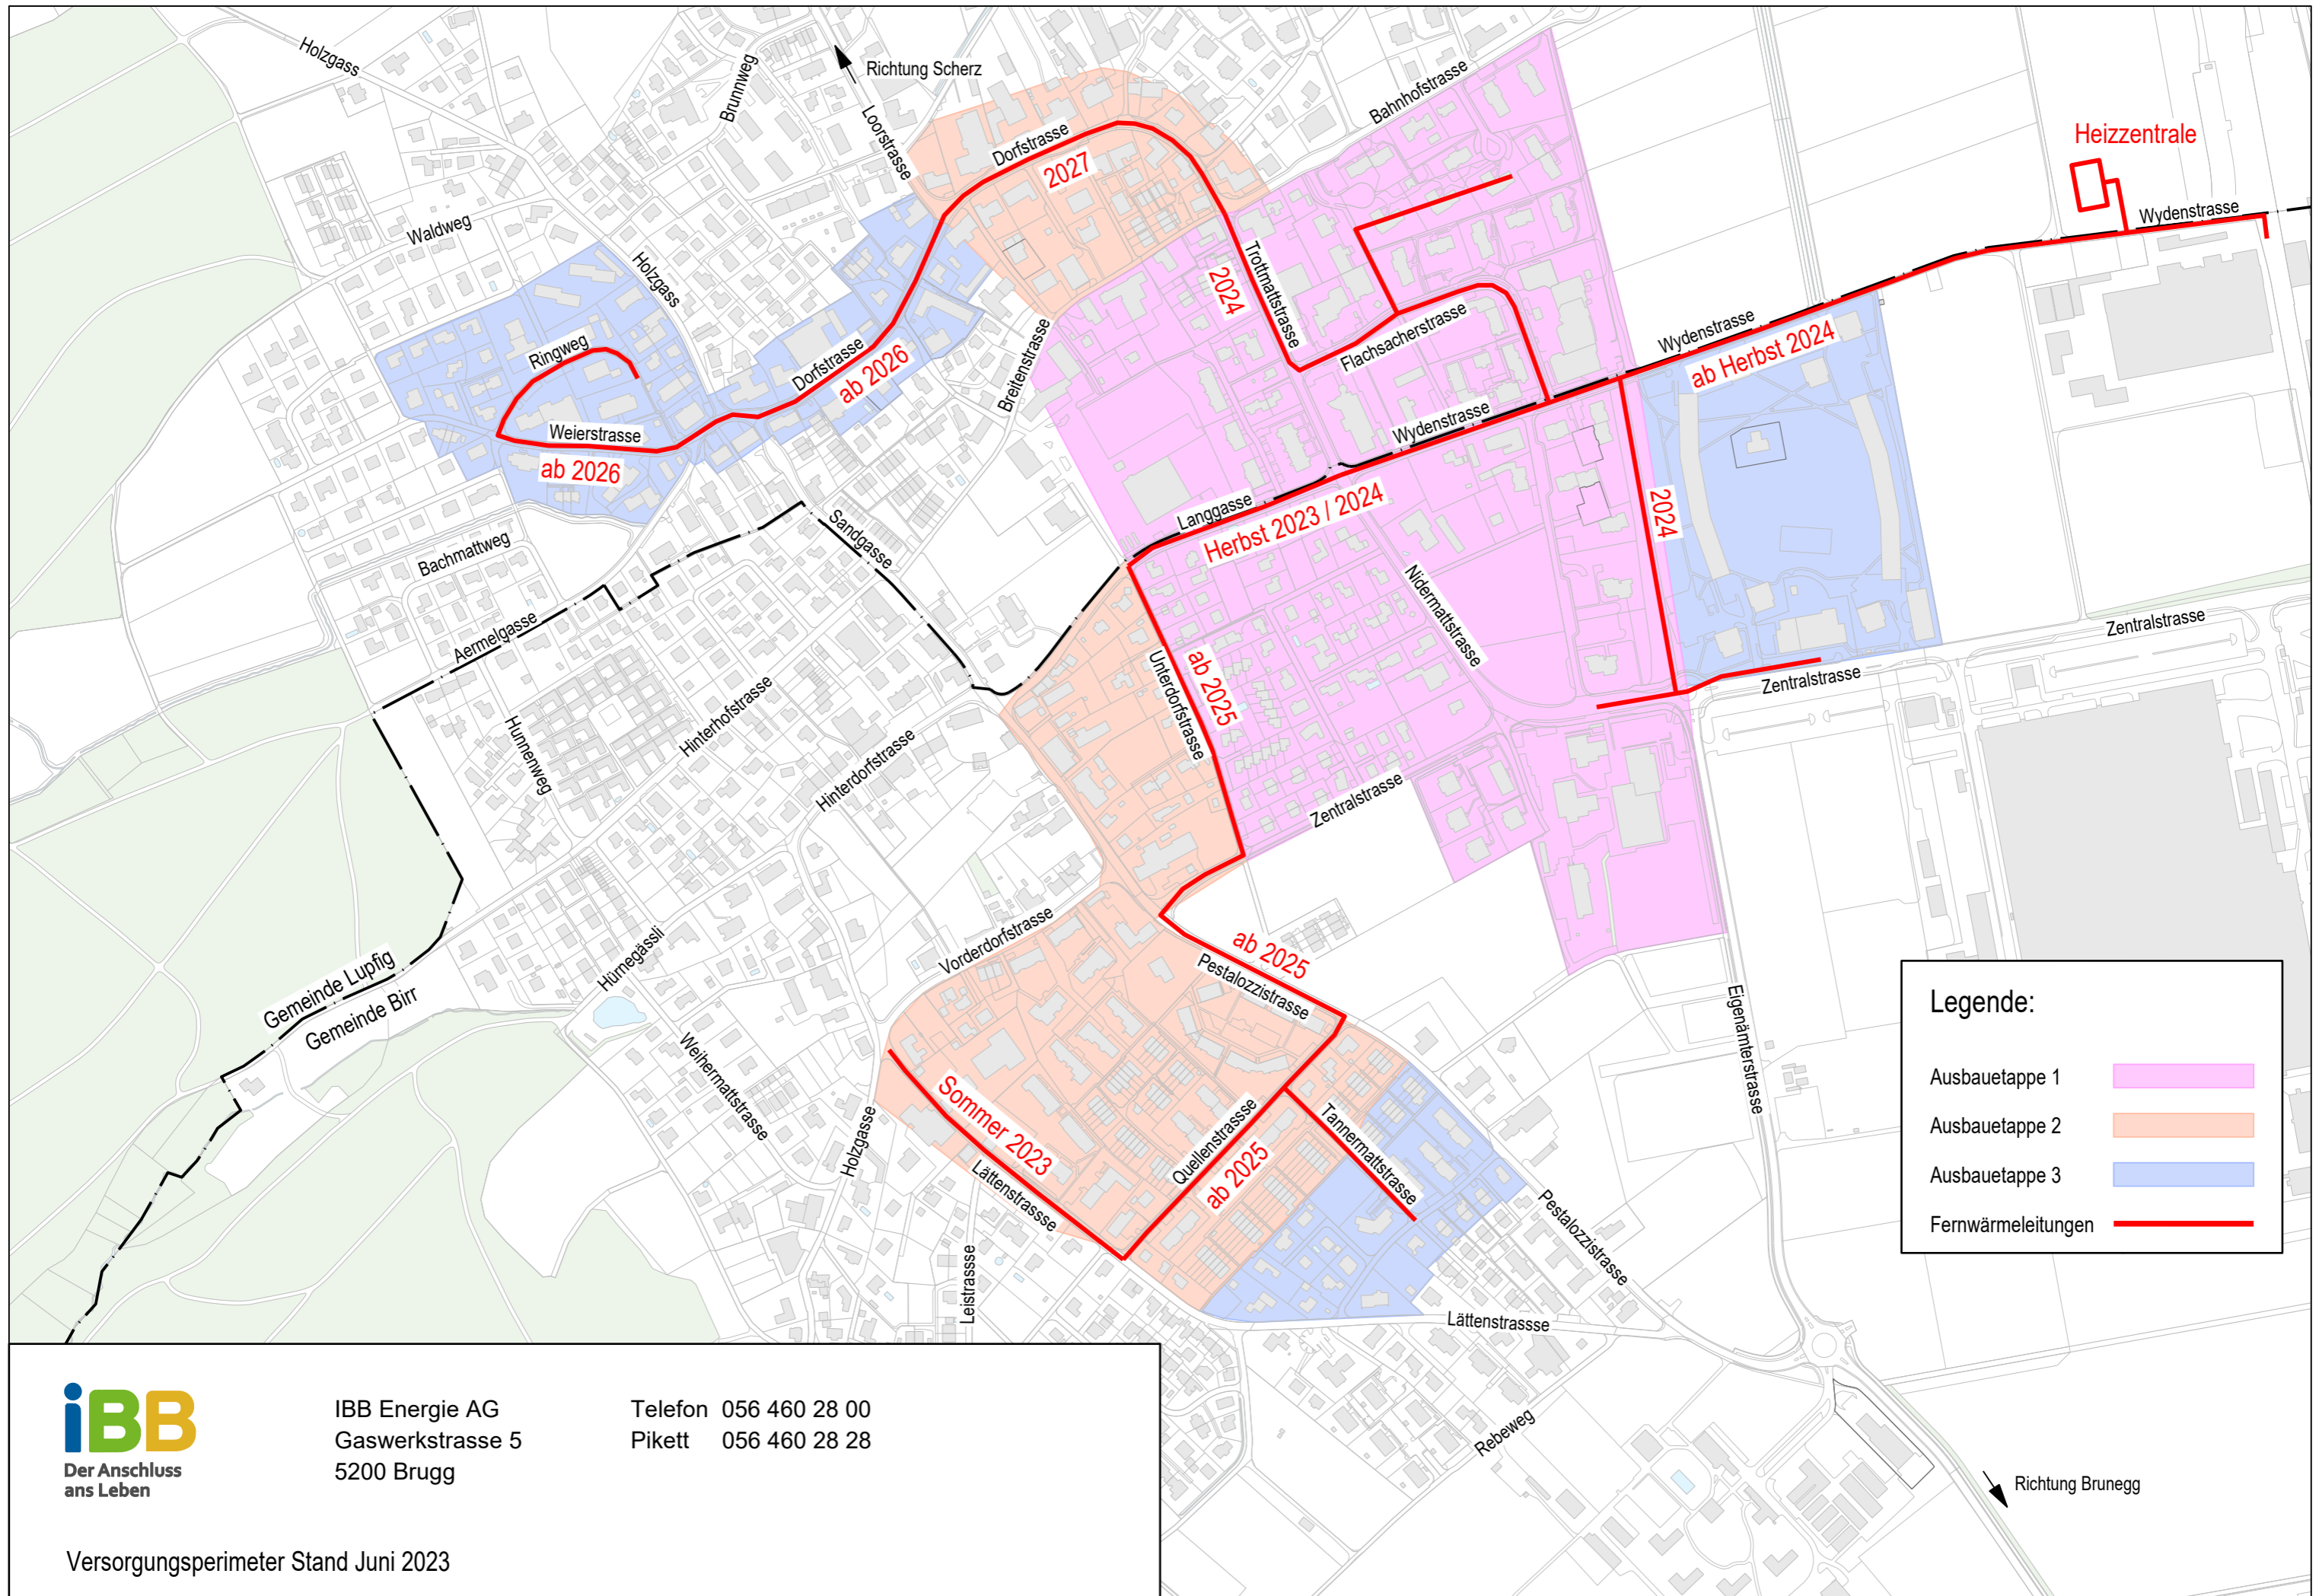 Holzgass
Brunnweg
Richtung Scherz
Loorstrasse
Bahnhofstrasse
Dorfstrasse
2027
Heizzentrale
Wydenstrasse
Waldweg
Holzgass
Trottmattstrasse
2024
Flachsacherstrasse
Wydenstrasse
ab Herbst 2024
Ringweg
Dorfstrasse
ab 2026
Breitenstrasse
Weierstrasse
ab 2026
Wydenstrasse
Langgasse
Herbst 2023 / 2024
2024
Sandgasse
Bachmattweg
Aermelgasse
Nidermattstrasse
Zentralstrasse
Unterdorfstrasse
ab 2025
Zentralstrasse
Hunnenweg
Hinterhofstrasse
Hinterdorfstrasse
Zentralstrasse
Vorderdorfstrasse
ab 2025
Pestalozzistrasse
Hürnegässli
Gemeinde Lupfig
Gemeinde Birr
Weihermattstrasse
Eigenämterstrasse
Holzgasse
Sommer 2023
Lättenstrassse
Quellenstrassse
ab 2025
Tannermattstrasse
Pestalozzistrasse
Leistrassse
Lättenstrassse
Rebeweg
Richtung Brunegg
Legende:
Ausbauetappe 1
Ausbauetappe 2
Ausbauetappe 3
Fernwärmeleitungen
iBB
Der Anschluss
ans Leben
IBB Energie AG
Gaswerkstrasse 5
5200 Brugg
Telefon 056 460 28 00
Pikett 056 460 28 28
Versorgungsperimeter Stand Juni 2023